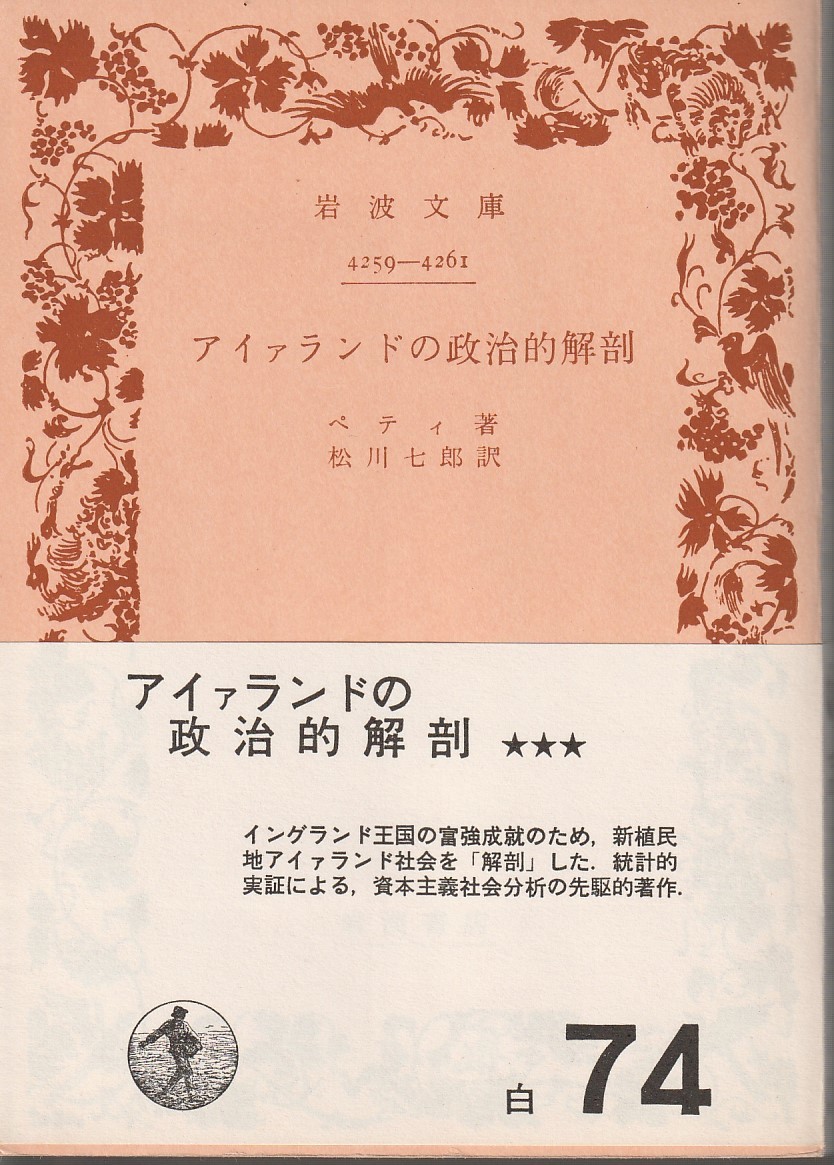 岩波文庫
4259—4261
アイァランドの政治的解剖
ペティ著
松川七郎訳
アイァランドの
政治的解剖 ★★★
イングランド王国の富強成就のため，新植民
地アイァランド社会を「解剖」した．統計的
実証による，資本主義社会分析の先駆的著作．
白 74